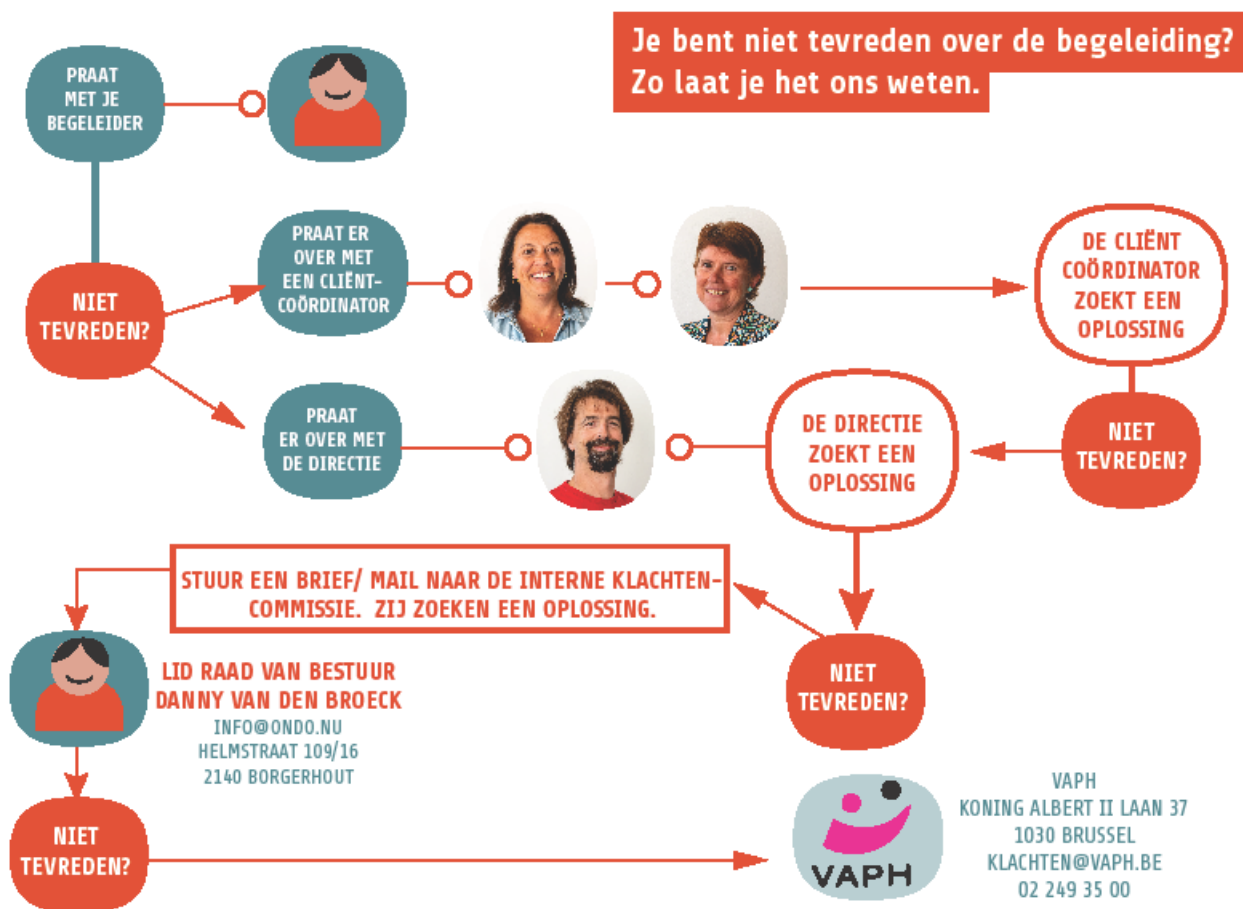 Je bent niet tevreden over de begeleiding?
Zo laat je het ons weten.
PRAAT
MET JE
BEGELEIDER
NIET
TEVREDEN?
PRAAT ER
OVER MET
EEN CLIËNT-
COÖRDINATOR
DE CLIËNT
COÖRDINATOR
ZOEKT EEN
OPLOSSING
NIET
TEVREDEN?
PRAAT
ER OVER MET
DE DIRECTIE
DE DIRECTIE
ZOEKT EEN
OPLOSSING
NIET
TEVREDEN?
STUUR EEN BRIEF/ MAIL NAAR DE INTERNE KLACHTEN-
COMMISSIE. ZIJ ZOEKEN EEN OPLOSSING.
LID RAAD VAN BESTUUR
DANNY VAN DEN BROECK
INFO@ONDO.NU
HELMSTRAAT 109/16
2140 BORGERHOUT
NIET
TEVREDEN?
VAPH
VAPH
KONING ALBERT II LAAN 37
1030 BRUSSEL
KLACHTEN@VAPH.BE
02 249 35 00